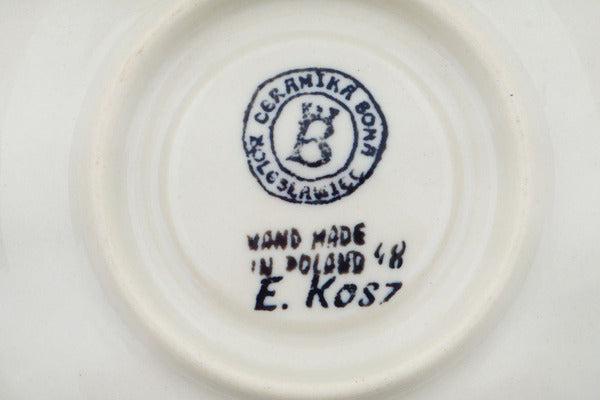 CERAMIKA BONA
BOLESŁAWIEC
B
HAND MADE
IN POLAND 48
E. Kosz